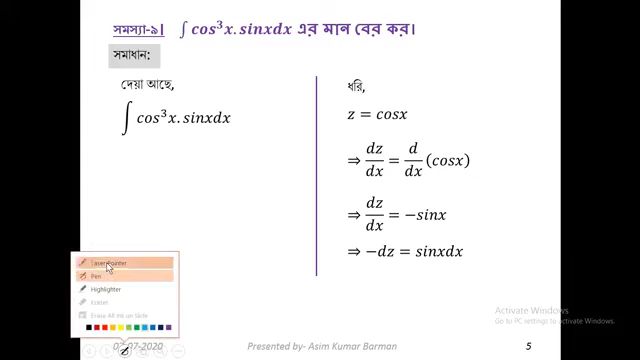 সমস্যা-৯। ∫ cos³x. sinxdx এর মান বের কর।
সমাধান:
দেয়া আছে,
∫ cos³x. sinxdx
ধরি,
z = cosx
⇒ dz/dx = d/dx (cosx)
⇒ dz/dx = −sinx
⇒ −dz = sinxdx
Laser Pointer
Pen
Highlighter
Eraser
Erase All Ink on Slide
Activate Windows
Go to PC settings to activate Windows.
07-2020
Presented by- Asim Kumar Barman
5